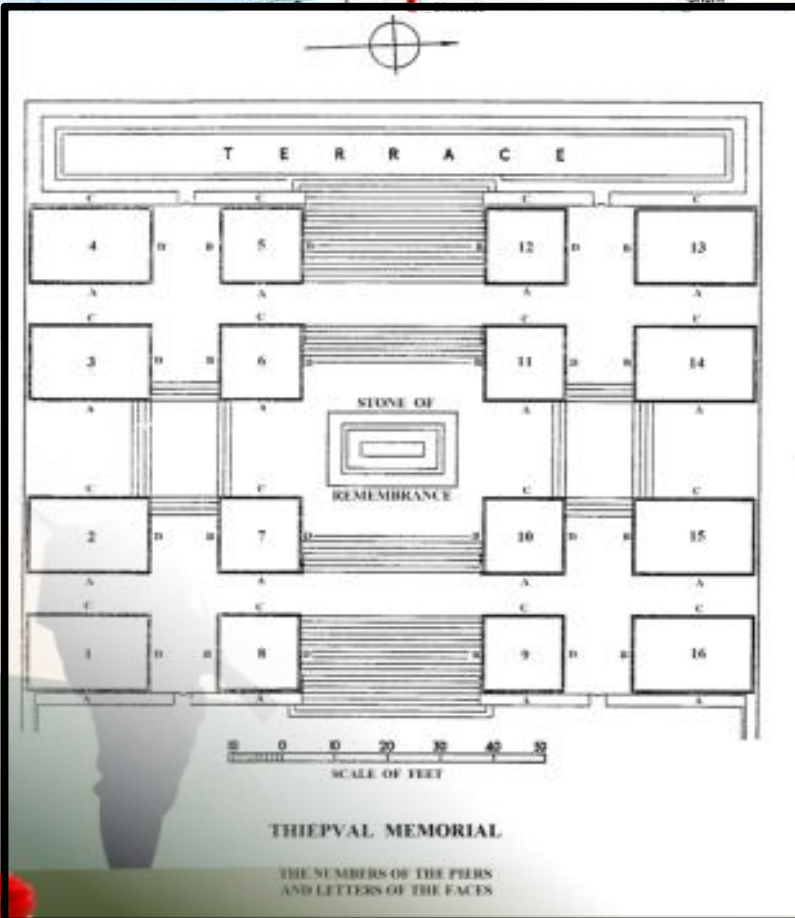 T E R R A C E
C C C C
4 D B 5 D B 12 D B 13
A A A A
C C C C
3 D B 6 D B 11 D B 14
A A A A
STONE OF
REMEMBRANCE
C C C C
2 D B 7 D B 10 D B 15
A A A A
C C C C
1 D B 8 D B 9 D B 16
A A A A
10 0 10 20 30 40 50
SCALE OF FEET
THIEPVAL MEMORIAL
THE NUMBERS OF THE PIERS
AND LETTERS OF THE FACES